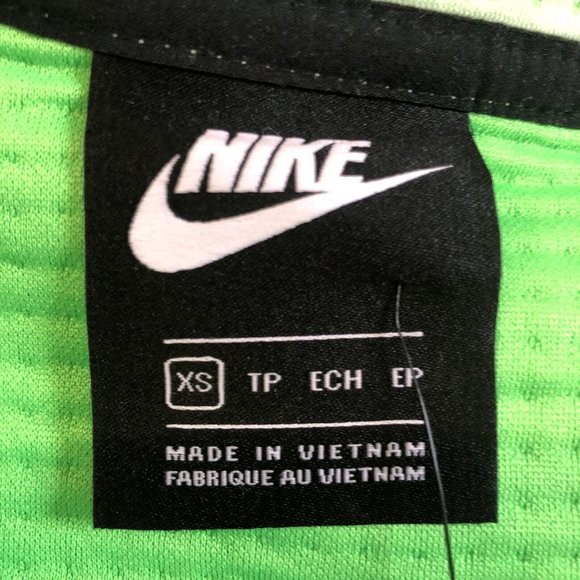 NIKE
XS TP ECH EP
MADE IN VIETNAM
FABRIQUE AU VIETNAM